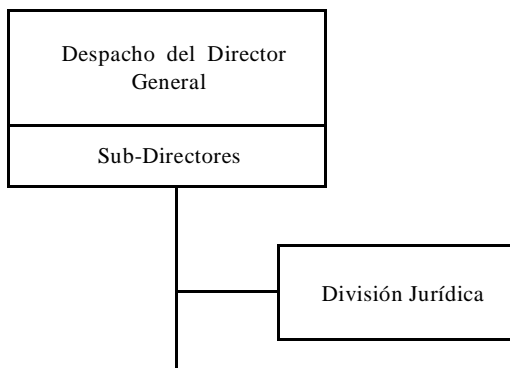 Despacho del Director
General
Sub-Directores
División Jurídica